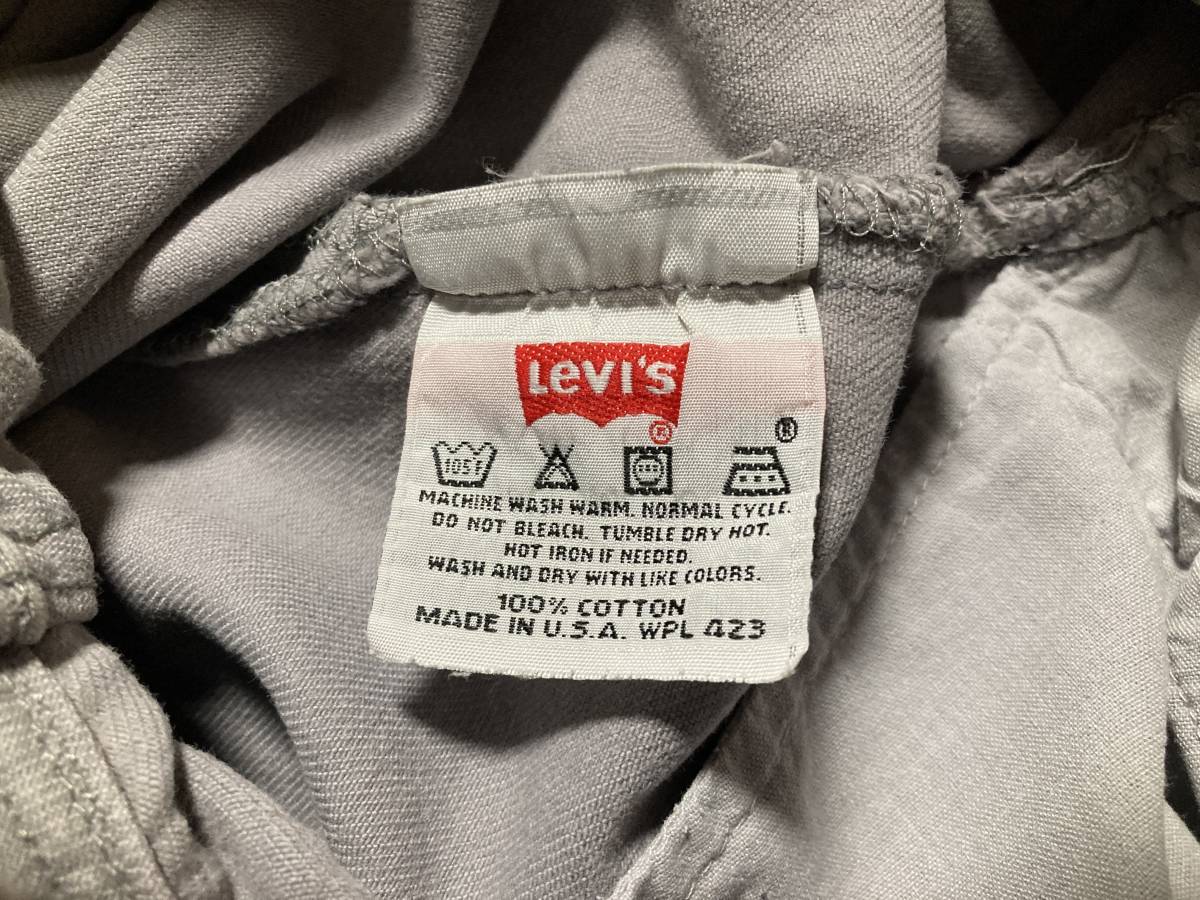 Levi's
®
®
105F
MACHINE WASH WARM. NORMAL CYCLE.
DO NOT BLEACH. TUMBLE DRY HOT.
HOT IRON IF NEEDED.
WASH AND DRY WITH LIKE COLORS.
100% COTTON
MADE IN U.S.A. WPL 423